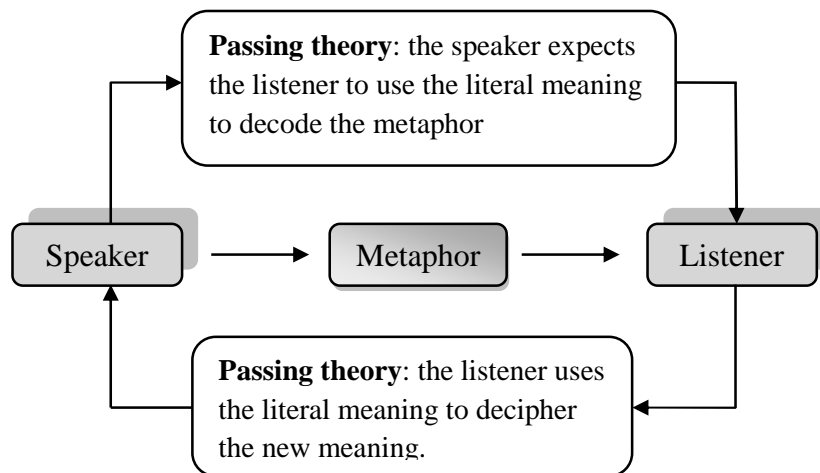 Passing theory: the speaker expects
the listener to use the literal meaning
to decode the metaphor
Speaker
Metaphor
Listener
Passing theory: the listener uses
the literal meaning to decipher
the new meaning.